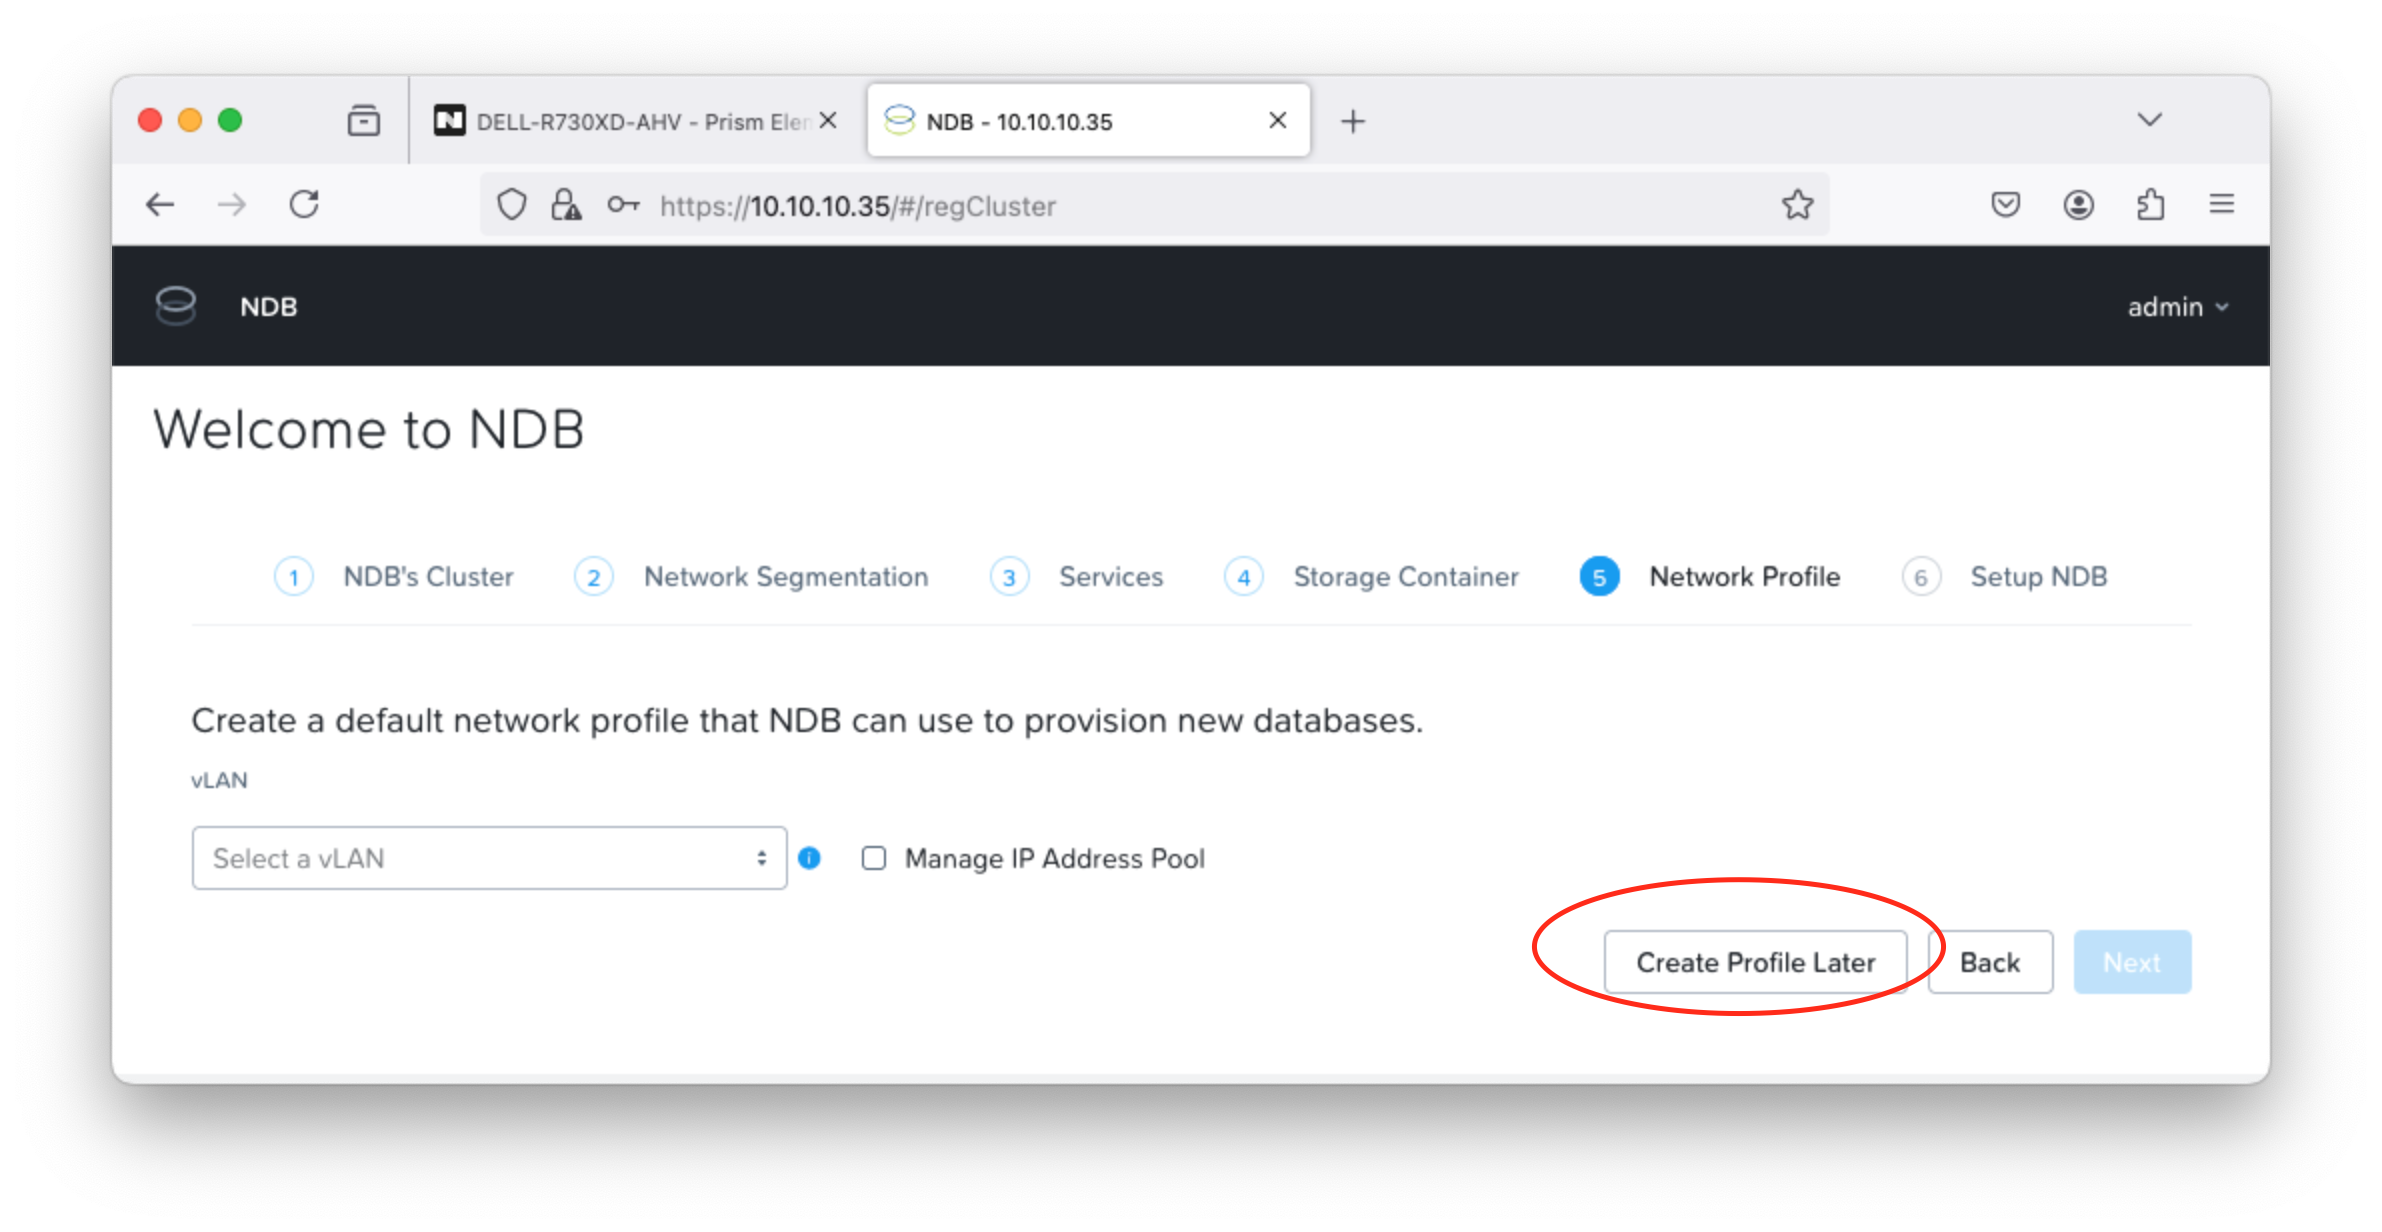 DELL-R730XD-AHV - Prism Elem
NDB - 10.10.10.35
https://10.10.10.35/#/regCluster
NDB
admin
Welcome to NDB
1 NDB's Cluster 2 Network Segmentation 3 Services 4 Storage Container 5 Network Profile 6 Setup NDB
Create a default network profile that NDB can use to provision new databases.
vLAN
Select a vLAN
Manage IP Address Pool
Create Profile Later
Back
Next